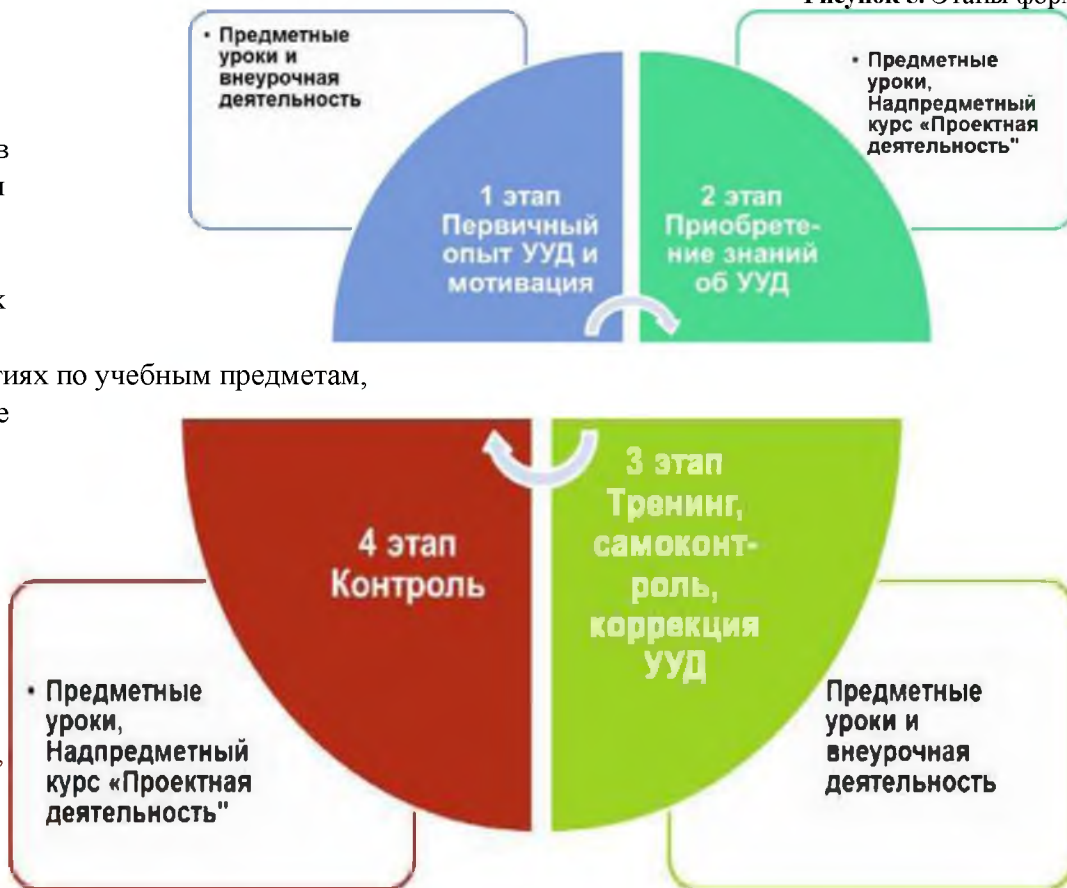 Рисунок 3. Этапы форм
• Предметные
уроки и
внеурочная
деятельность
• Предметные
уроки,
Надпредметный
курс «Проектная
деятельность"
в
1 этап
Первичный
опыт УУД и
мотивация
2 этап
Приобрете-
ние знаний
об УУД
к
тиях по учебным предметам,
е
4 этап
Контроль
3 этап
Тренинг,
самоконт-
роль,
коррекция
УУД
• Предметные
уроки,
Надпредметный
курс «Проектная
деятельность"
,
Предметные
уроки и
внеурочная
деятельность